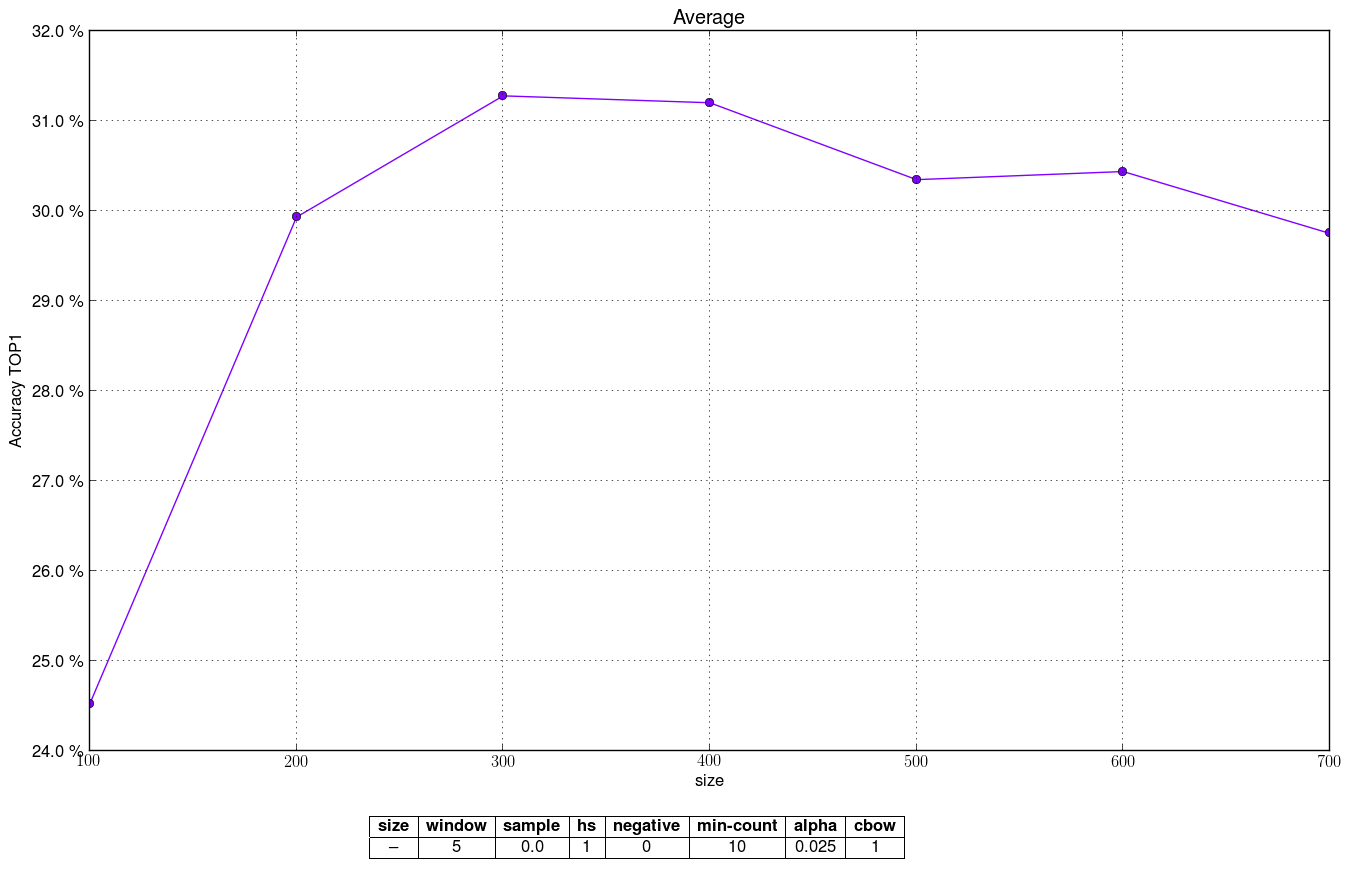 Average
32.0 %
31.0 %
30.0 %
29.0 %
28.0 %
27.0 %
26.0 %
25.0 %
24.0 %
Accuracy TOP1
100 200 300 400 500 600 700
size
size window sample hs negative min-count alpha cbow
– 5 0.0 1 0 10 0.025 1